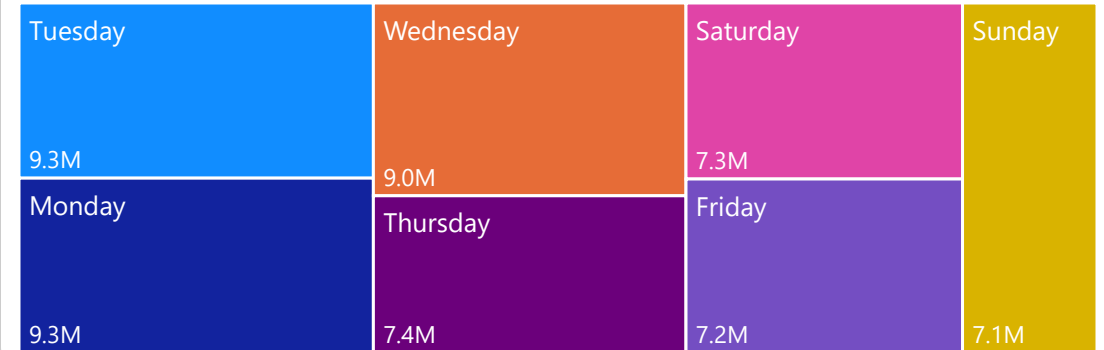 Tuesday
9.3M
Monday
9.3M
Wednesday
9.0M
Thursday
7.4M
Saturday
7.3M
Friday
7.2M
Sunday
7.1M